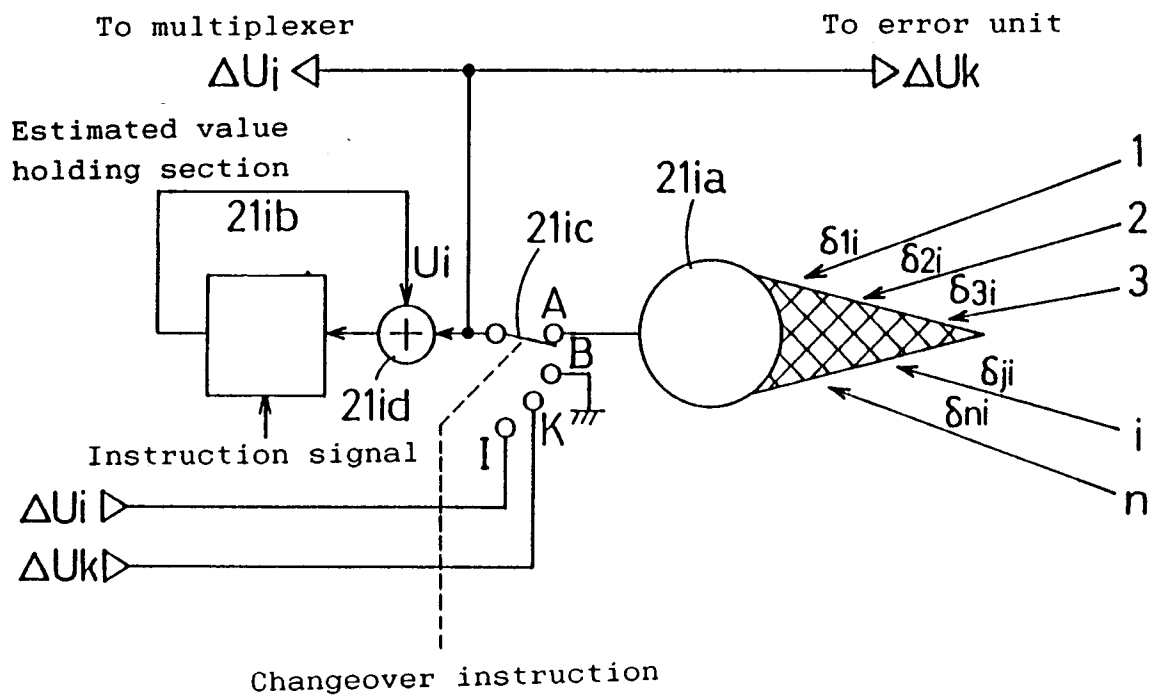 To multiplexer
To error unit
ΔUi
ΔUk
Estimated value
holding section
21ib
Ui
21ic
21ia
A
B
K
I
21id
Instruction signal
ΔUi
ΔUk
Changeover instruction
δ1i
δ2i
δ3i
δji
δni
1
2
3
i
n